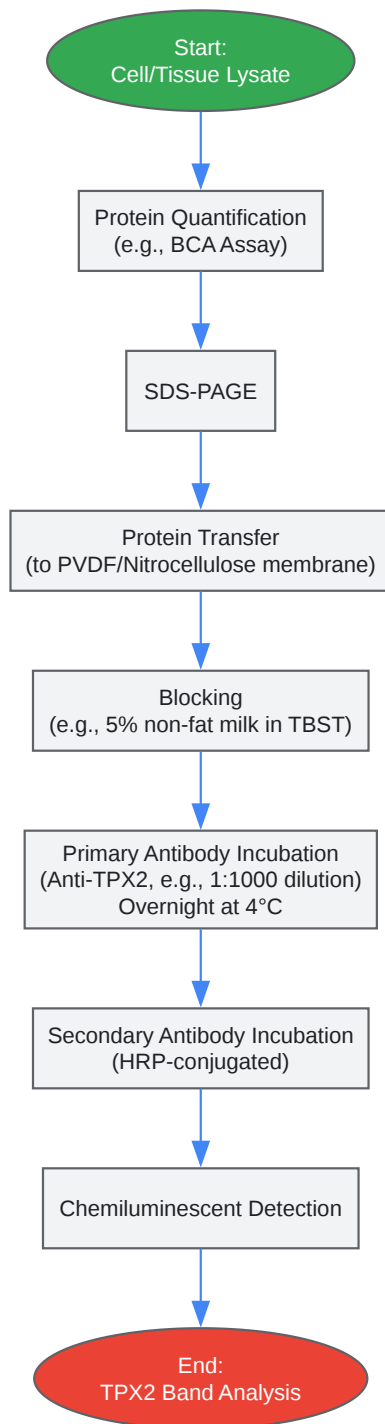 Start:
Cell/Tissue Lysate
Protein Quantification
(e.g., BCA Assay)
SDS-PAGE
Protein Transfer
(to PVDF/Nitrocellulose membrane)
Blocking
(e.g., 5% non-fat milk in TBST)
Primary Antibody Incubation
(Anti-TPX2, e.g., 1:1000 dilution)
Overnight at 4°C
Secondary Antibody Incubation
(HRP-conjugated)
Chemiluminescent Detection
End:
TPX2 Band Analysis